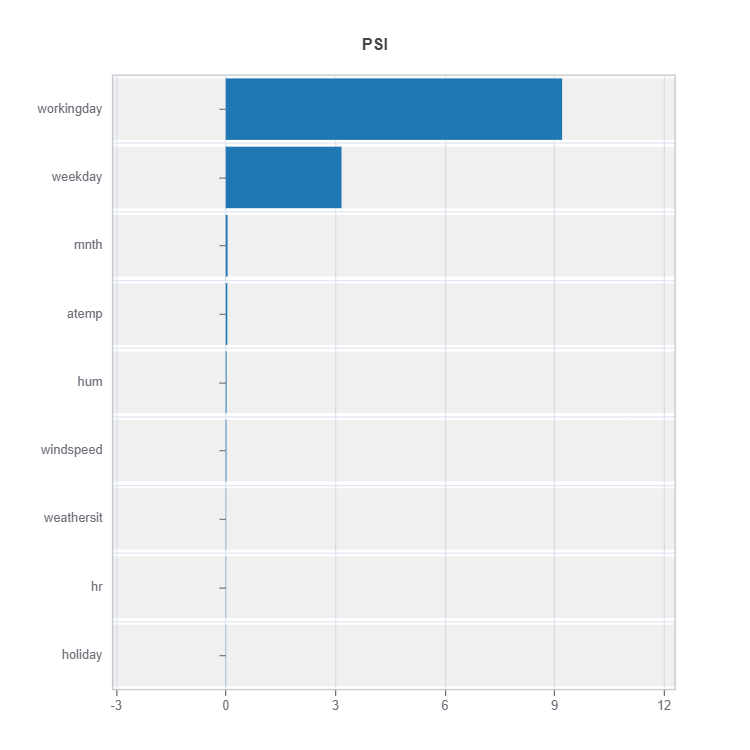 PSI
workingday
weekday
mnth
atemp
hum
windspeed
weathersit
hr
holiday
-3 0 3 6 9 12